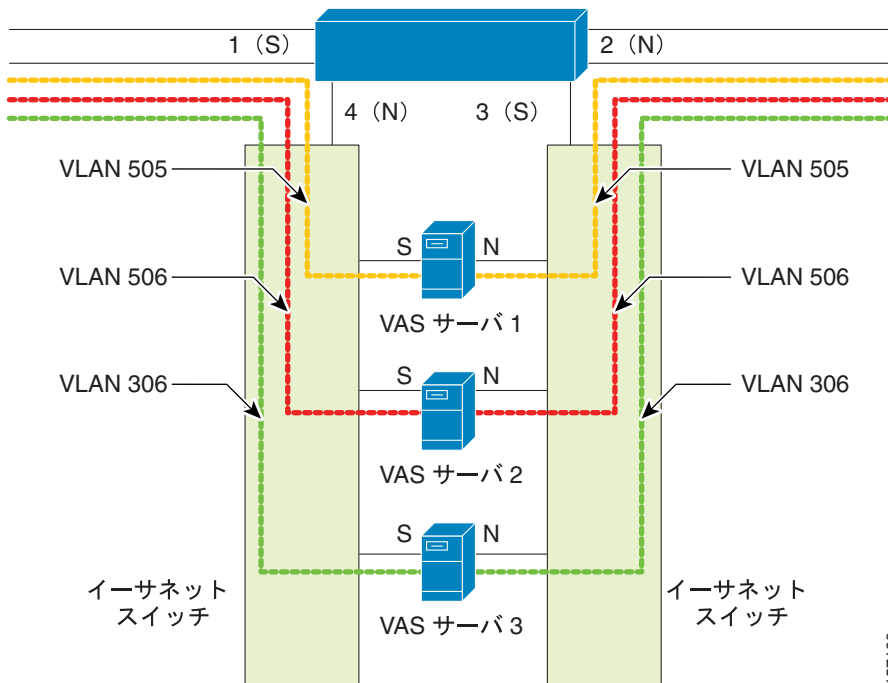 1（S）
2（N）
4（N）
3（S）
VLAN 505
VLAN 505
S
N
VAS サーバ 1
VLAN 506
VLAN 506
S
N
VAS サーバ 2
VLAN 306
VLAN 306
S
N
VAS サーバ 3
イーサネット
スイッチ
イーサネット
スイッチ